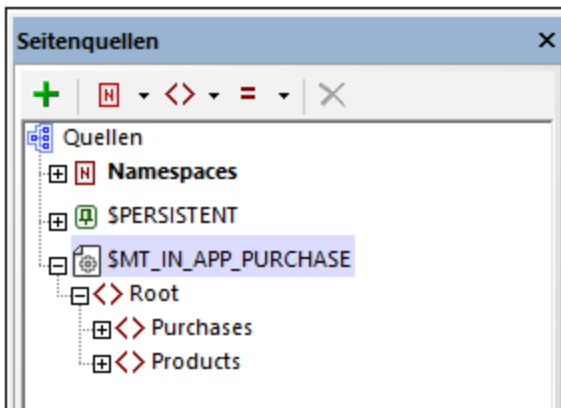 Seitenquellen
Quellen
Namespaces
$PERSISTENT
$MT_IN_APP_PURCHASE
Root
Purchases
Products